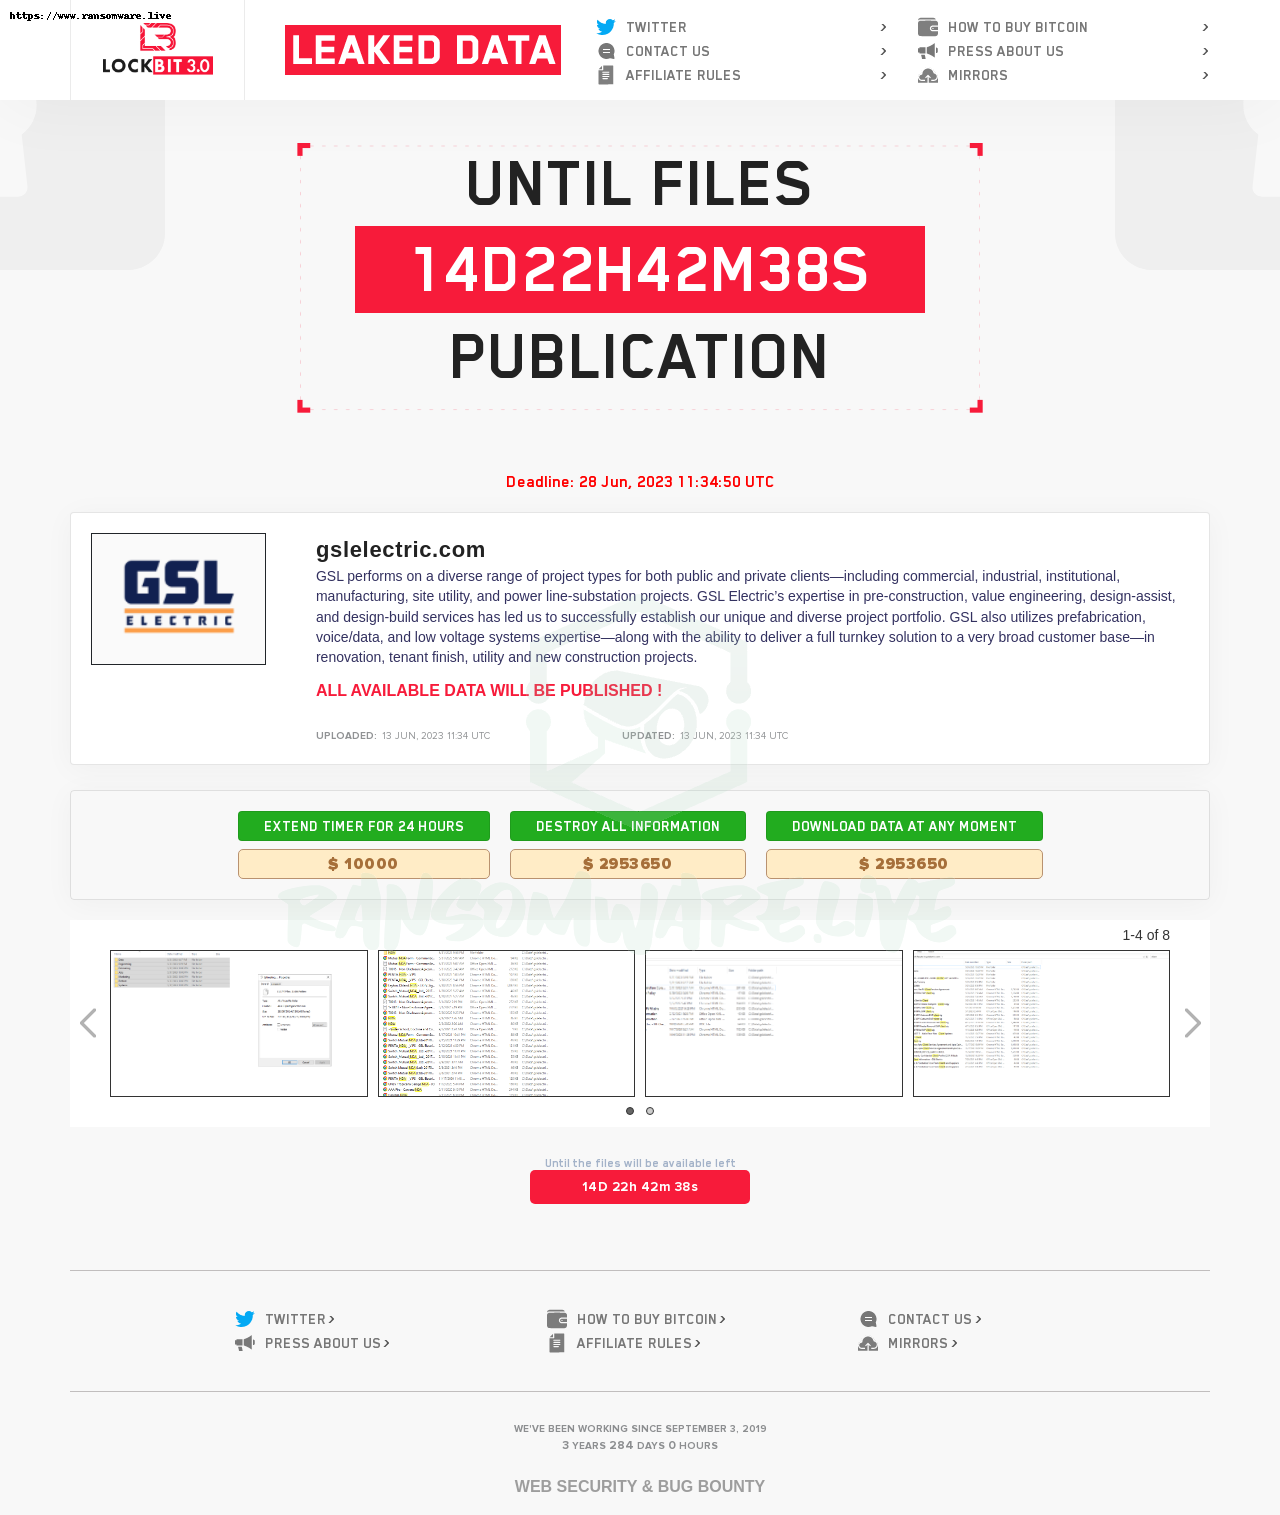 https://www.ransomware.live
LOCKBIT 3.0
LEAKED DATA
TWITTER >
CONTACT US >
AFFILIATE RULES >
HOW TO BUY BITCOIN >
PRESS ABOUT US >
MIRRORS >
UNTIL FILES
14D22H42M38S
PUBLICATION
Deadline: 28 Jun, 2023 11:34:50 UTC
GSL
ELECTRIC
gslelectric.com
GSL performs on a diverse range of project types for both public and private clients—including commercial, industrial, institutional,
manufacturing, site utility, and power line-substation projects. GSL Electric’s expertise in pre-construction, value engineering, design-assist,
and design-build services has led us to successfully establish our unique and diverse project portfolio. GSL also utilizes prefabrication,
voice/data, and low voltage systems expertise—along with the ability to deliver a full turnkey solution to a very broad customer base—in
renovation, tenant finish, utility and new construction projects.
ALL AVAILABLE DATA WILL BE PUBLISHED !
UPLOADED: 13 JUN, 2023 11:34 UTC
UPDATED: 13 JUN, 2023 11:34 UTC
EXTEND TIMER FOR 24 HOURS
$ 10000
DESTROY ALL INFORMATION
$ 2953650
DOWNLOAD DATA AT ANY MOMENT
$ 2953650
RANSOMWARE.LIVE
1-4 of 8
Until the files will be available left
14D 22h 42m 38s
TWITTER >
HOW TO BUY BITCOIN >
CONTACT US >
PRESS ABOUT US >
AFFILIATE RULES >
MIRRORS >
WE'VE BEEN WORKING SINCE SEPTEMBER 3, 2019
3 YEARS 284 DAYS 0 HOURS
WEB SECURITY & BUG BOUNTY